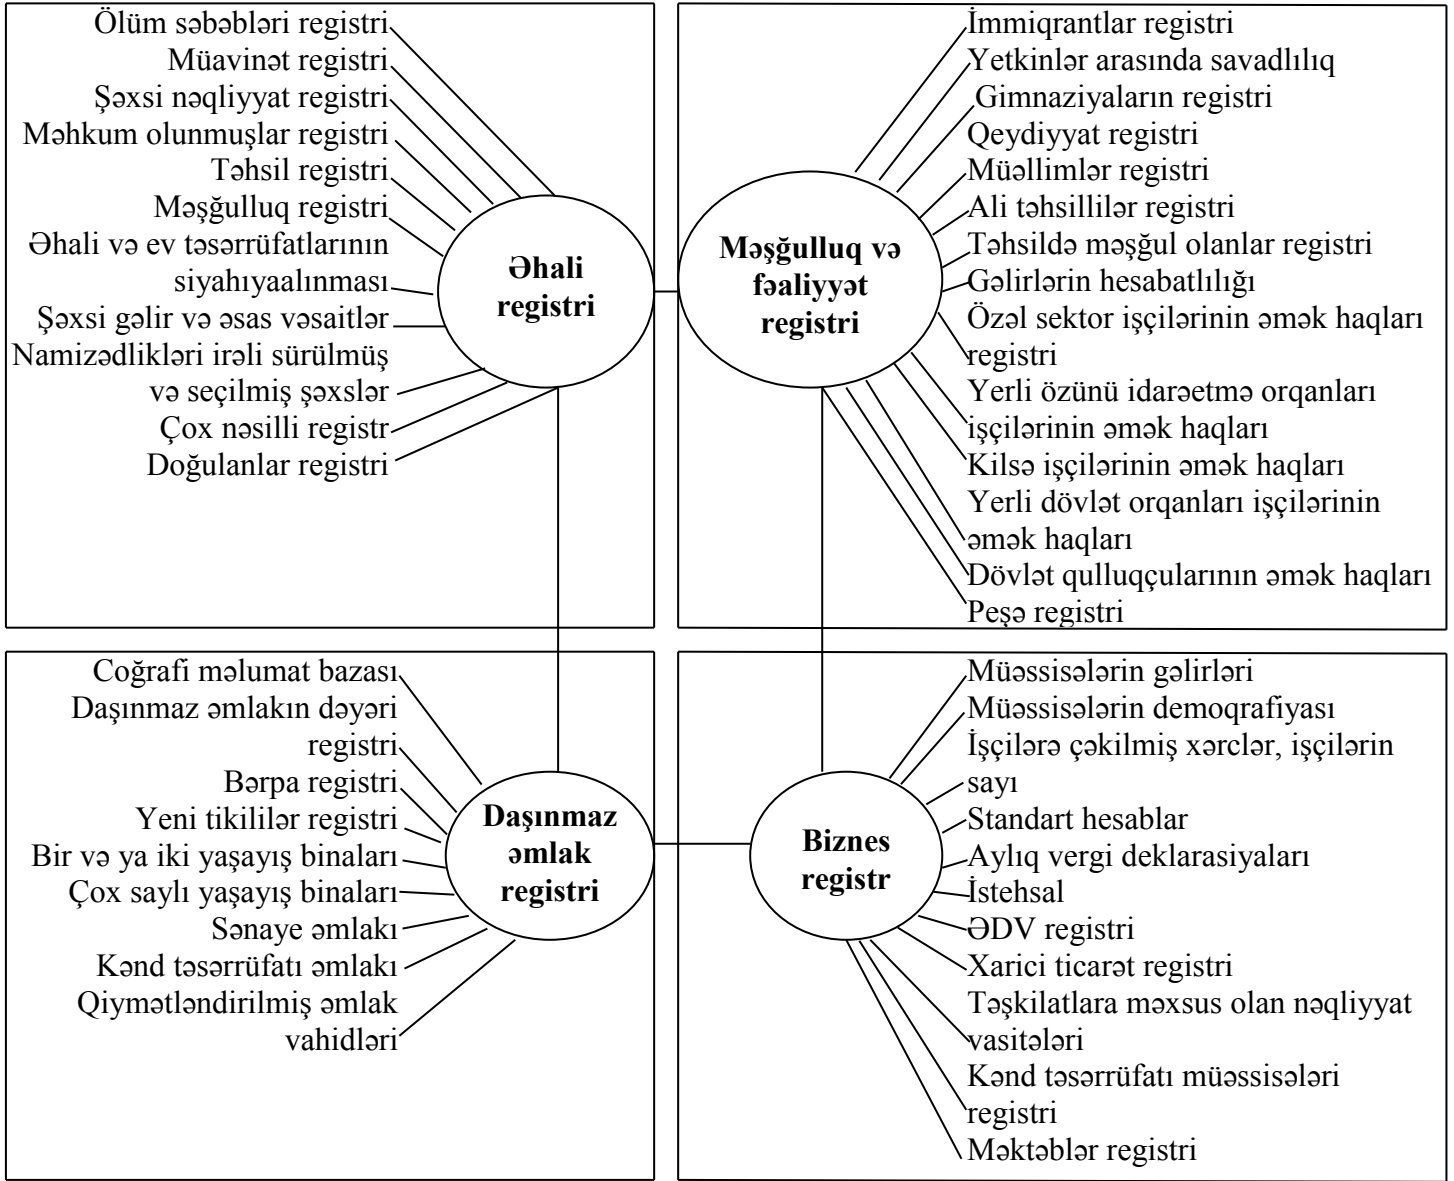 Ölüm səbəbləri registri
Müavinət registri
Şəxsi nəqliyyat registri
Məhkum olunmuşlar registri
Təhsil registri
Məşğulluq registri
Əhali və ev təsərrüfatlarının
siyahıyaalınması
Şəxsi gəlir və əsas vəsaitlər
Namizədlikləri irəli sürülmüş
və seçilmiş şəxslər
Çox nəsilli registr
Doğulanlar registri
Əhali
registri
Məşğulluq və
fəaliyyət
registri
İmmiqrantlar registri
Yetkinlər arasında savadlılıq
Gimnaziyaların registri
Qeydiyyat registri
Müəllimlər registri
Ali təhsillilər registri
Təhsildə məşğul olanlar registri
Gəlirlərin hesabatlılığı
Özəl sektor işçilərinin əmək haqları
registri
Yerli özünü idarəetmə orqanları
işçilərinin əmək haqları
Kilsə işçilərinin əmək haqları
Yerli dövlət orqanları işçilərinin
əmək haqları
Dövlət qulluqçularının əmək haqları
Peşə registri
Coğrafi məlumat bazası
Daşınmaz əmlakın dəyəri
registri
Bərpa registri
Yeni tikililər registri
Bir və ya iki yaşayış binaları
Çox saylı yaşayış binaları
Sənaye əmlakı
Kənd təsərrüfatı əmlakı
Qiymətləndirilmiş əmlak
vahidləri
Daşınmaz
əmlak
registri
Biznes
registr
Müəssisələrin gəlirləri
Müəssisələrin demoqrafiyası
İşçilərə çəkilmiş xərclər, işçilərin
sayı
Standart hesablar
Aylıq vergi deklarasiyaları
İstehsal
ƏDV registri
Xarici ticarət registri
Təşkilatlara məxsus olan nəqliyyat
vasitələri
Kənd təsərrüfatı müəssisələri
registri
Məktəblər registri